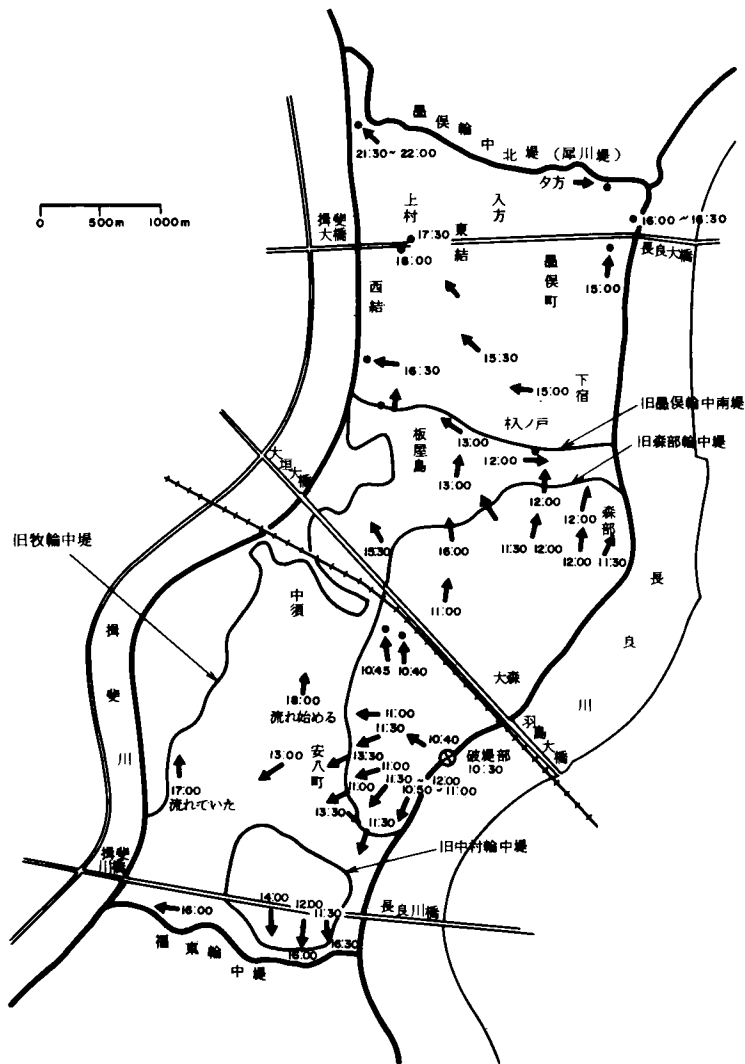 墨俣輪中北堤（犀川堤）
21:30~22:00
夕方
0 500m 1000m
揖斐大橋
上村
入方
17:30
東結
16:00~16:30
16:00
長良大橋
墨俣町
15:00
西結
15:30
16:30
下宿
15:00
旧墨俣輪中南堤
杁ノ戸
旧森部輪中堤
板屋島
13:00
12:00
大垣大橋
13:00
12:00
12:00
森部
旧牧輪中堤
15:30
16:00
11:30
12:00
12:00
11:30
中須
11:00
長良川
揖斐川
10:45
10:40
大森
羽島大橋
18:00
流れ始める
11:00
11:30
10:40
破堤部
10:30
13:00
安八町
13:30
11:00
11:00
11:30~12:00
10:50~11:00
17:00
流れていた
13:30
11:30
旧中村輪中堤
揖斐川橋
14:00
12:00
11:30
長良川橋
16:00
16:30
16:00
福東輪中堤